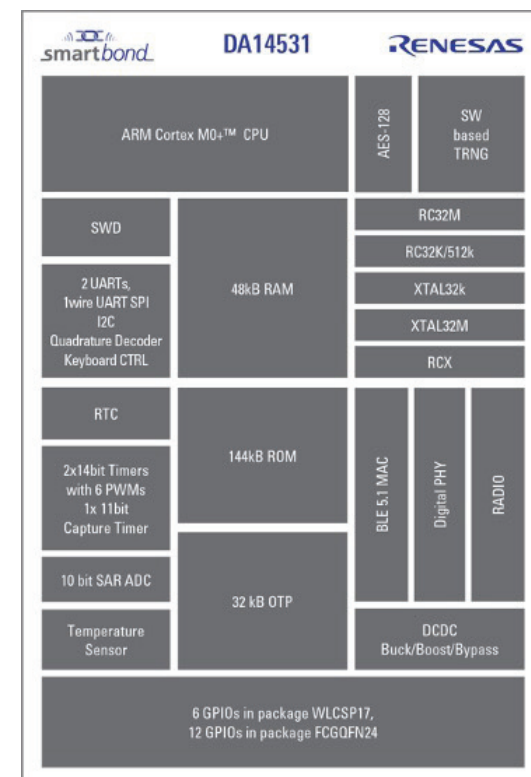 smartbond
DA14531
RENESAS
ARM Cortex M0+™ CPU
AES-128
SW
based
TRNG
SWD
48kB RAM
RC32M
RC32K/512k
XTAL32k
XTAL32M
RCX
2 UARTs,
1wire UART SPI
I2C
Quadrature Decoder
Keyboard CTRL
RTC
144kB ROM
BLE 5.1 MAC
Digital PHY
RADIO
2x14bit Timers
with 6 PWMs
1x 11bit
Capture Timer
10 bit SAR ADC
32 kB OTP
Temperature
Sensor
DCDC
Buck/Boost/Bypass
6 GPIOs in package WLCSP17,
12 GPIOs in package FCGQFN24